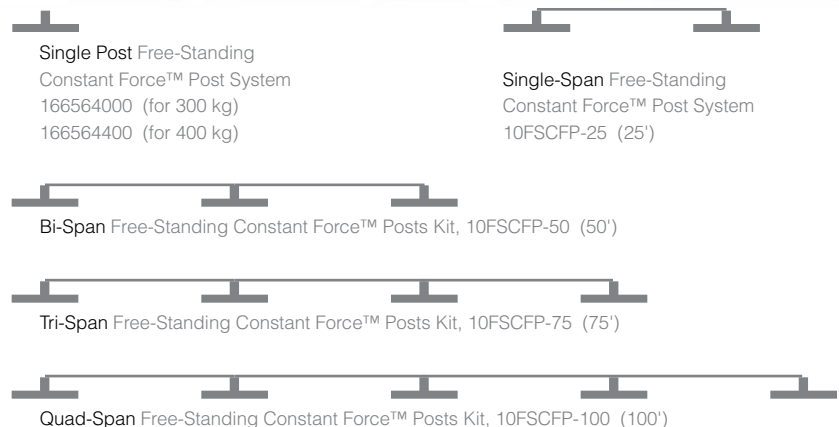 Single Post Free-Standing
Constant Force™ Post System
166564000 (for 300 kg)
166564400 (for 400 kg)
Single-Span Free-Standing
Constant Force™ Post System
10FSCFP-25 (25')
Bi-Span Free-Standing Constant Force™ Posts Kit, 10FSCFP-50 (50')
Tri-Span Free-Standing Constant Force™ Posts Kit, 10FSCFP-75 (75')
Quad-Span Free-Standing Constant Force™ Posts Kit, 10FSCFP-100 (100')